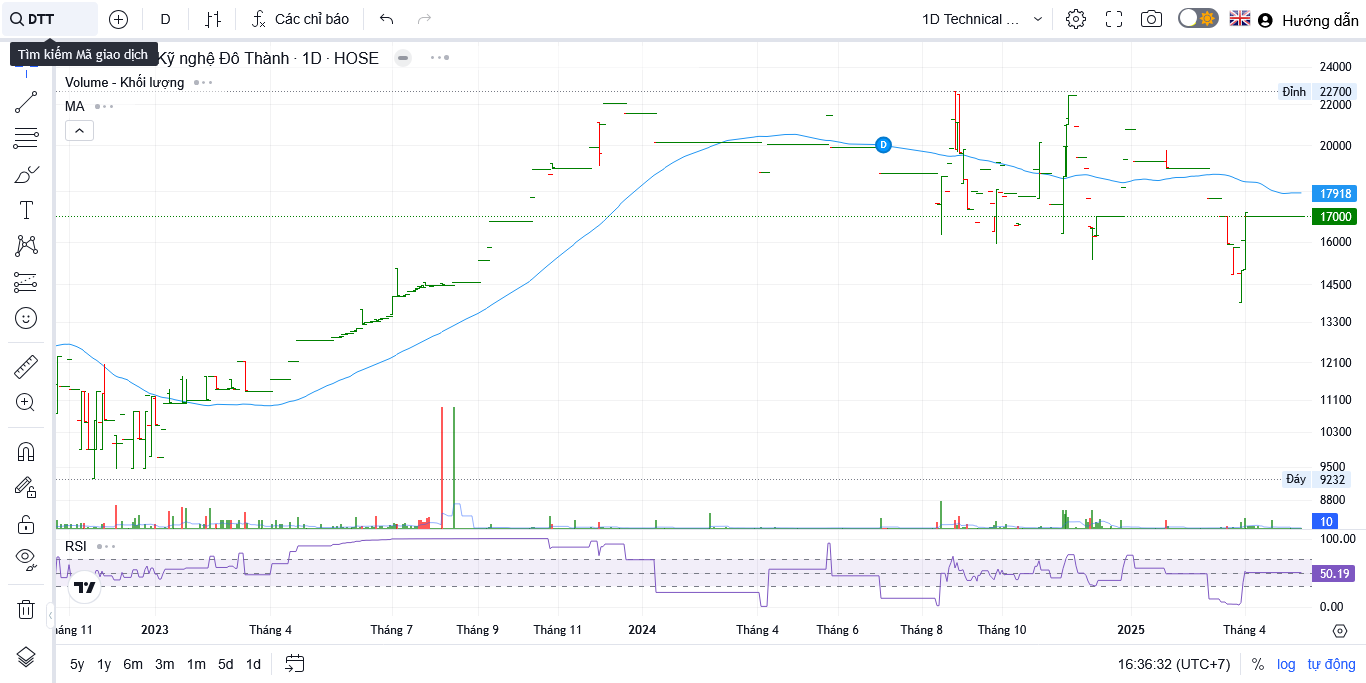 DTT
D
Các chỉ báo
1D Technical ...
Hướng dẫn
Tìm kiếm Mã giao dịch
Kỹ nghệ Đô Thành · 1D · HOSE
Volume - Khối lượng
MA
24000
Đỉnh 22700
22000
20000
D
17918
17000
16000
14500
13300
12100
11100
10300
9500
Đáy 9232
8800
10
RSI
100.00
50.19
0.00
háng 11 2023 Tháng 4 Tháng 7 Tháng 9 Tháng 11 2024 Tháng 4 Tháng 6 Tháng 8 Tháng 10 2025 Tháng 4
5y 1y 6m 3m 1m 5d 1d
16:36:32 (UTC+7) % log tự động